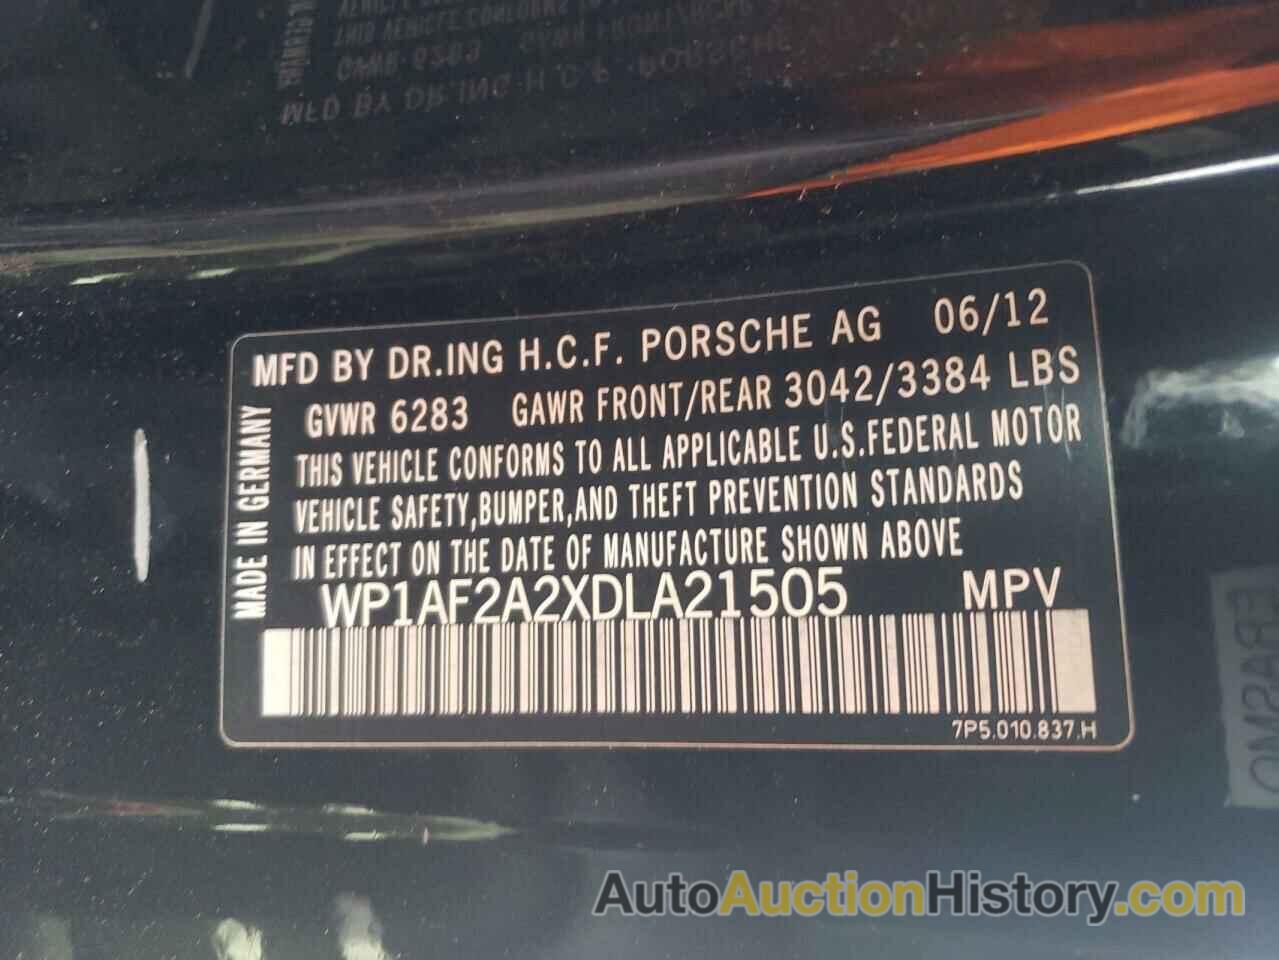 MFD BY DR.ING H.C.F. PORSCHE AG 06/12
GVWR 6283 GAWR FRONT/REAR 3042/3384 LBS
THIS VEHICLE CONFORMS TO ALL APPLICABLE U.S.FEDERAL MOTOR
VEHICLE SAFETY,BUMPER,AND THEFT PREVENTION STANDARDS
IN EFFECT ON THE DATE OF MANUFACTURE SHOWN ABOVE
MADE IN GERMANY
WP1AF2A2XDLA21505 MPV
7P5.010.837.H
AutoAuctionHistory.com